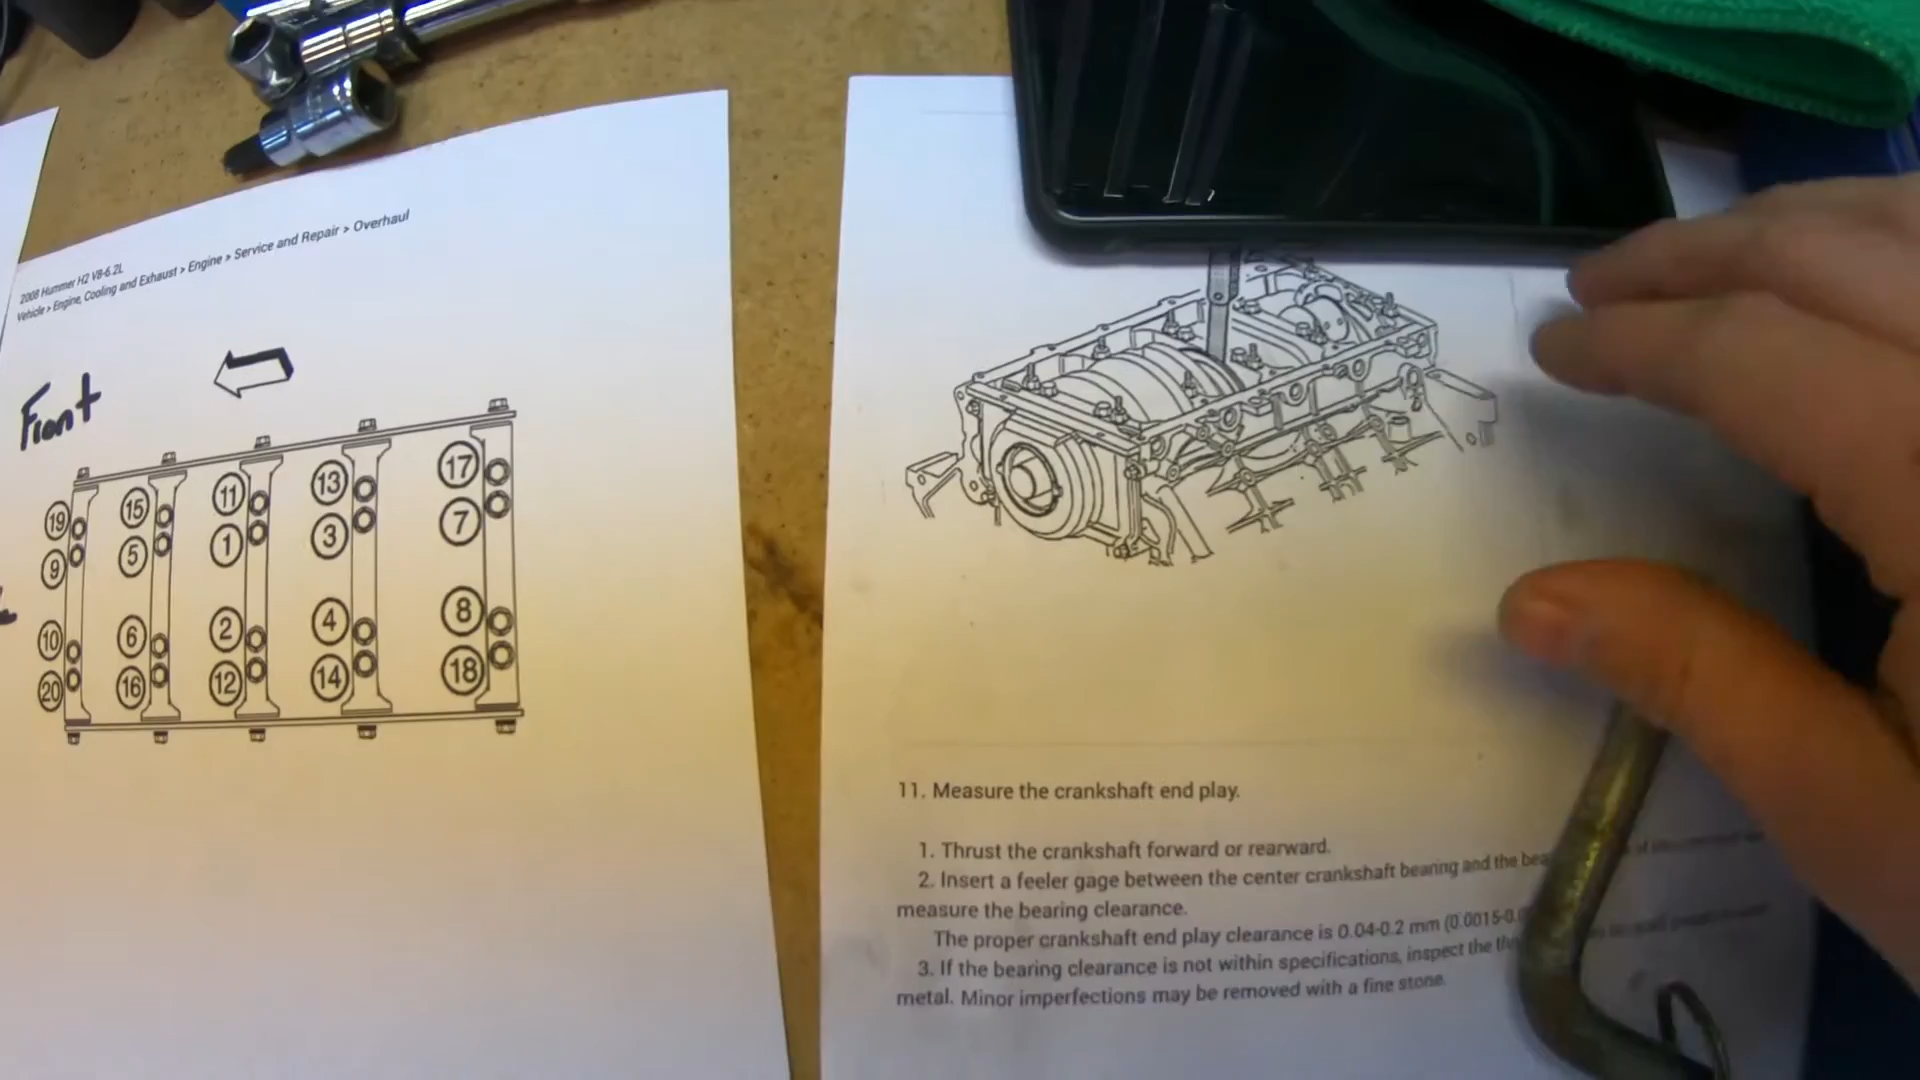 2008 Hummer H2 V8-6.2L
Vehicle > Engine, Cooling and Exhaust > Engine > Service and Repair > Overhaul
Front
19 15 11 13 17
9 5 1 3 7
10 6 2 4 8
20 16 12 14 18
11. Measure the crankshaft end play.
1. Thrust the crankshaft forward or rearward.
2. Insert a feeler gage between the center crankshaft bearing and the
measure the bearing clearance.
The proper crankshaft end play clearance is 0.04-0.2 mm (0.0015-0.0
3. If the bearing clearance is not within specifications, inspect the
metal. Minor imperfections may be removed with a fine stone.